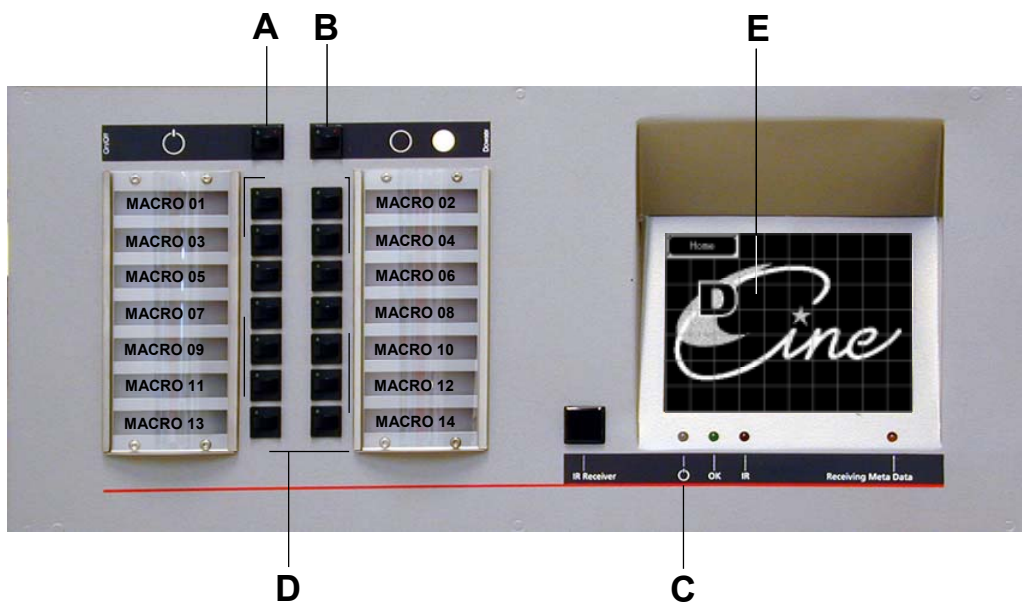 A
B
E
On/Off
Dowser
MACRO 01
MACRO 02
MACRO 03
MACRO 04
MACRO 05
MACRO 06
MACRO 07
MACRO 08
MACRO 09
MACRO 10
MACRO 11
MACRO 12
MACRO 13
MACRO 14
Home
D
Cine
IR Receiver
OK
IR
Receiving Meta Data
D
C